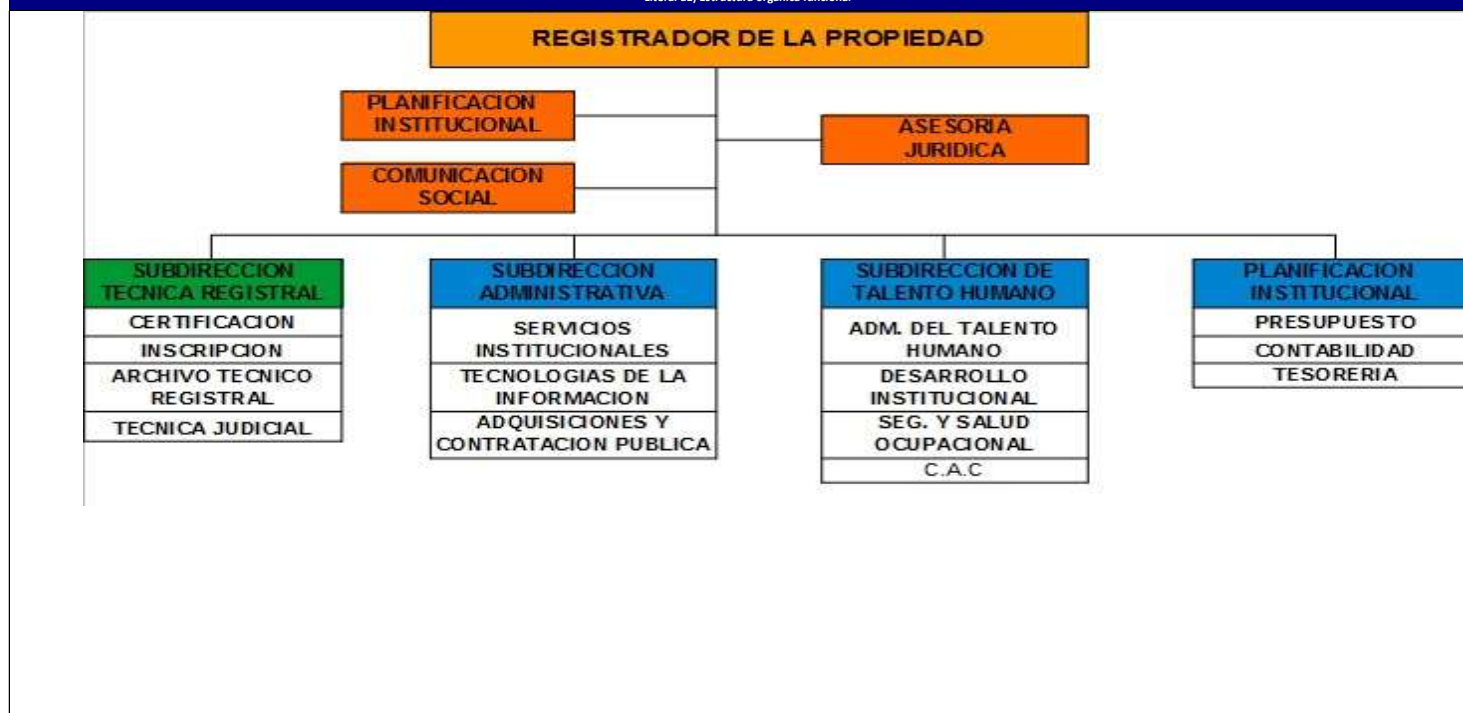 REGISTRADOR DE LA PROPIEDAD
PLANIFICACION
INSTITUCIONAL
ASESORIA
JURIDICA
COMUNICACION
SOCIAL
SUBDIRECCION
TECNICA REGISTRAL
CERTIFICACION
INSCRIPCION
ARCHIVO TECNICO
REGISTRAL
TECNICA JUDICIAL
SUBDIRECCION
ADMINISTRATIVA
SERVICIOS
INSTITUCIONALES
TECNOLOGIAS DE LA
INFORMACION
ADQUISICIONES Y
CONTRATACION PUBLICA
SUBDIRECCION DE
TALENTO HUMANO
ADM. DEL TALENTO
HUMANO
DESARROLLO
INSTITUCIONAL
SEG. Y SALUD
OCUPACIONAL
C.A.C
PLANIFICACION
INSTITUCIONAL
PRESUPUESTO
CONTABILIDAD
TESORERIA